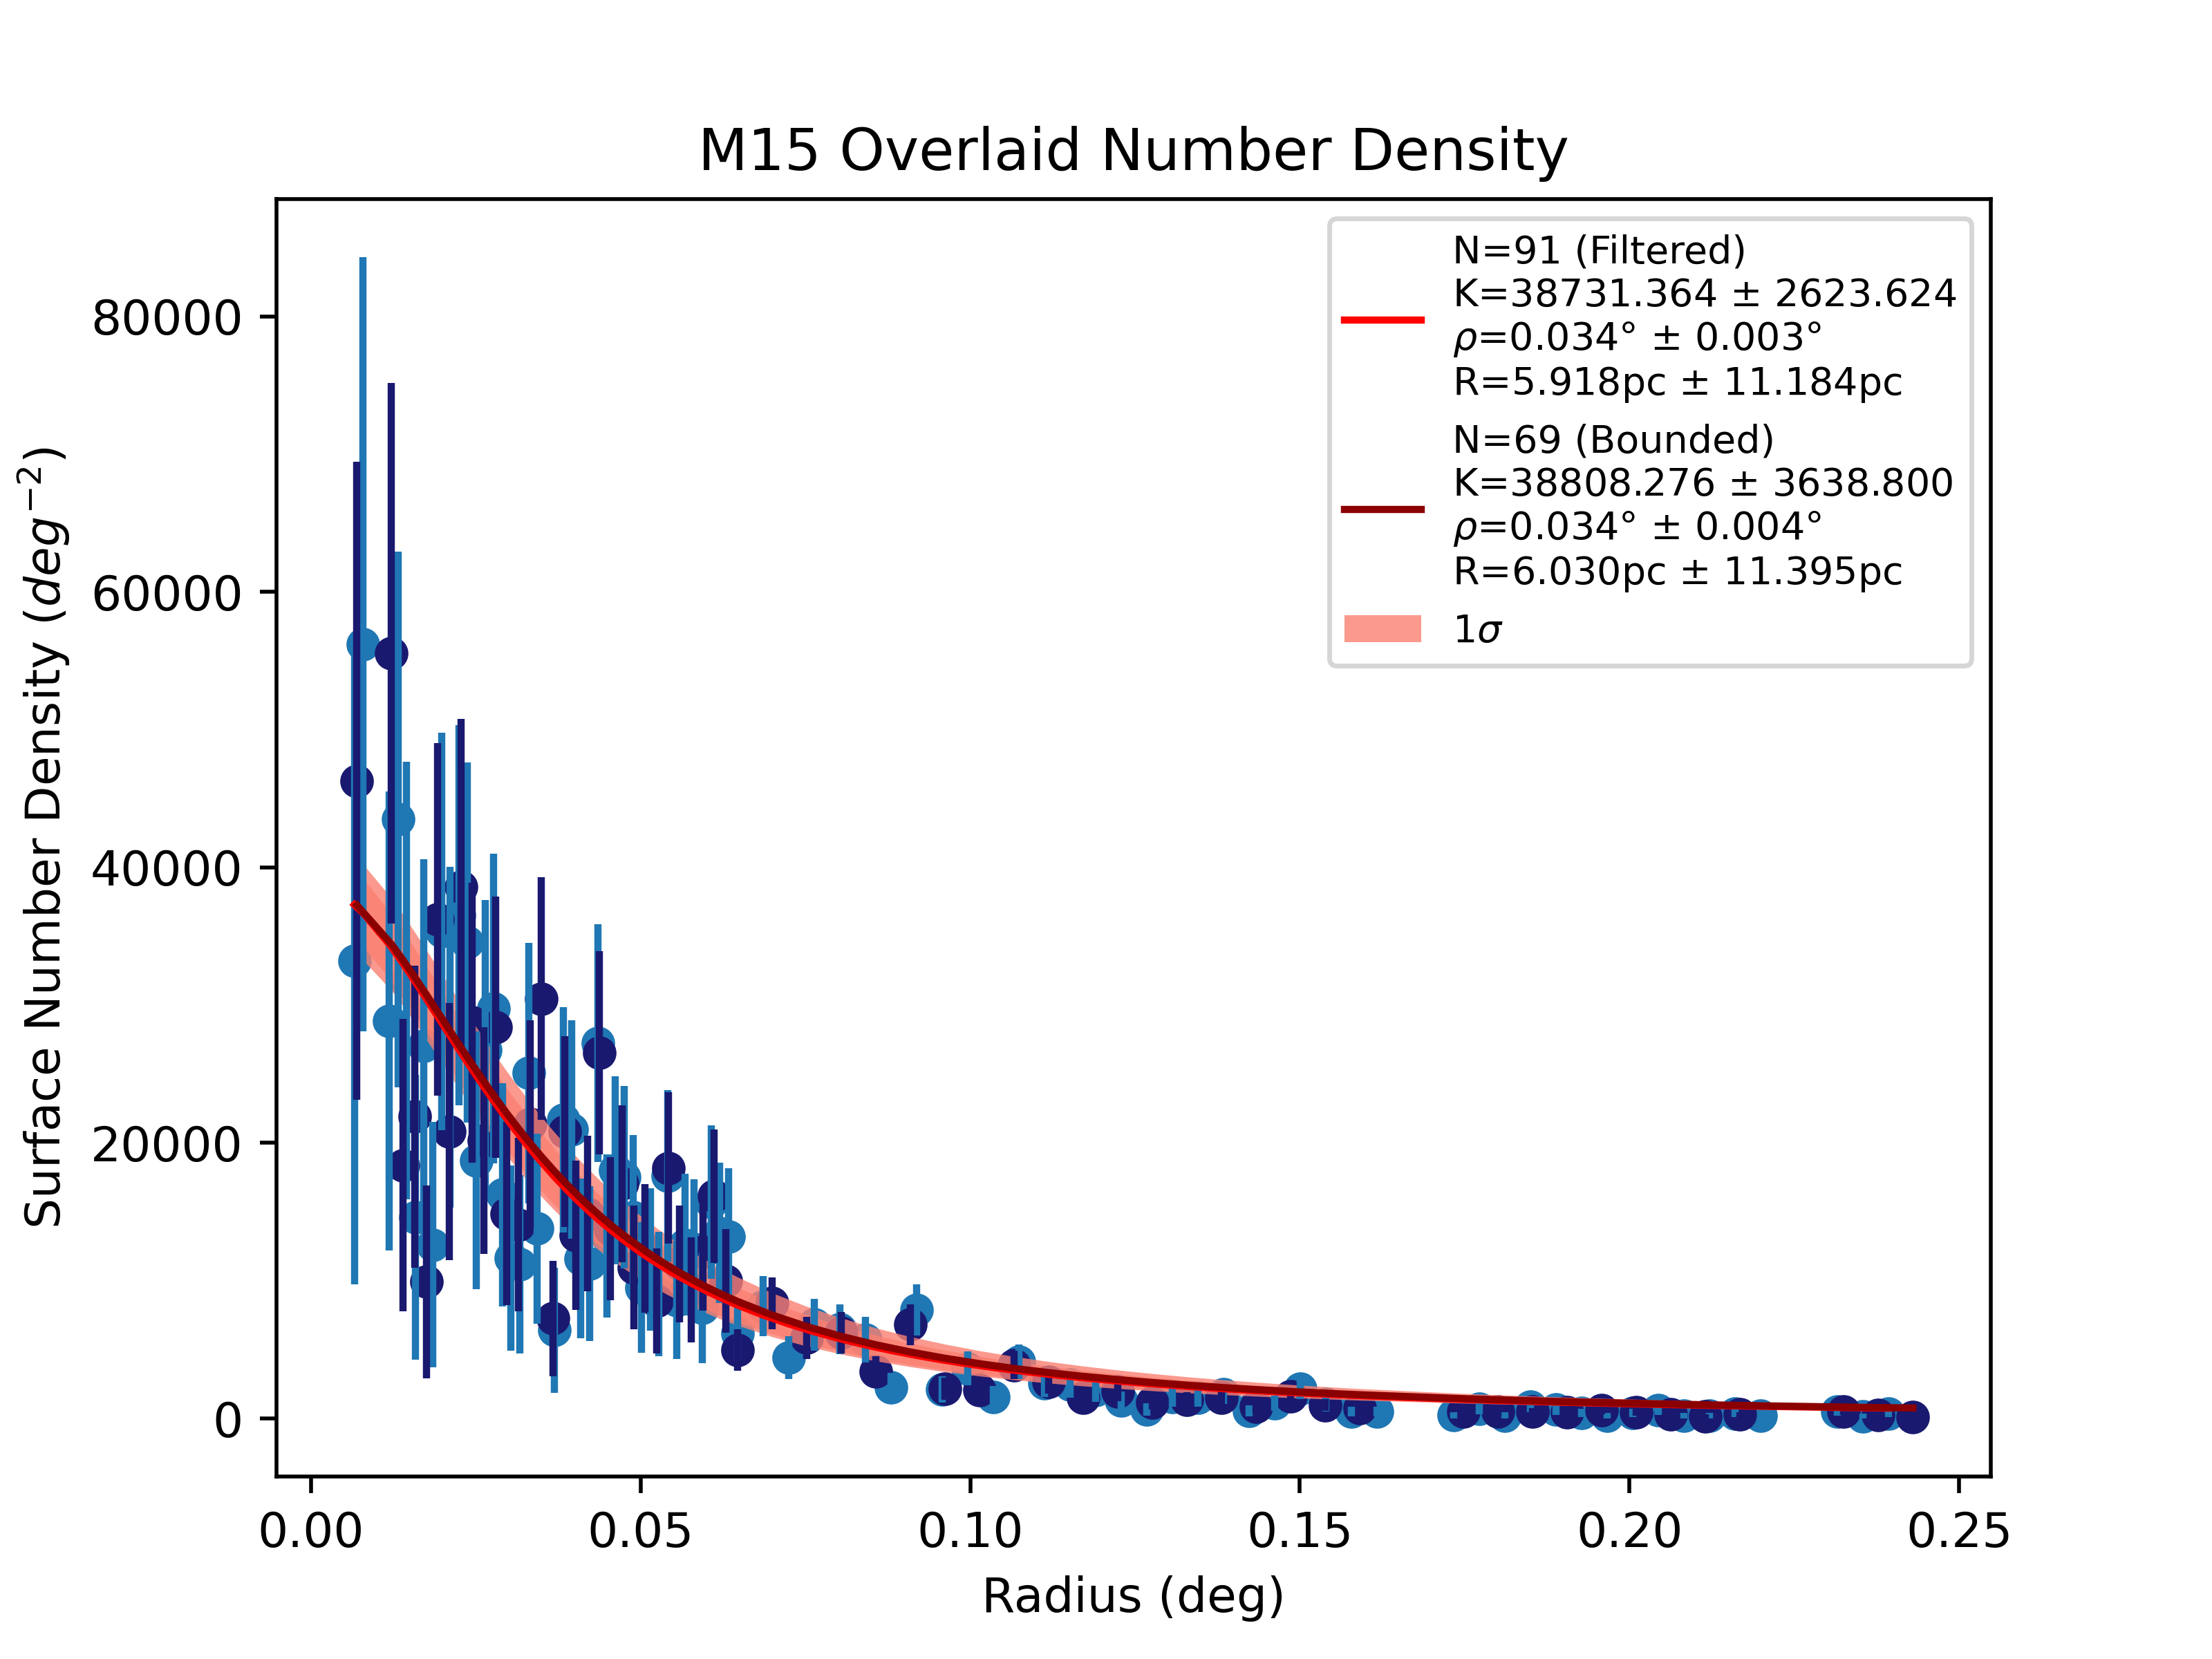 M15 Overlaid Number Density
N=91 (Filtered)
K=38731.364 ± 2623.624
ρ=0.034° ± 0.003°
R=5.918pc ± 11.184pc
N=69 (Bounded)
K=38808.276 ± 3638.800
ρ=0.034° ± 0.004°
R=6.030pc ± 11.395pc
1σ
Surface Number Density (deg⁻²)
80000
60000
40000
20000
0
0.00 0.05 0.10 0.15 0.20 0.25
Radius (deg)